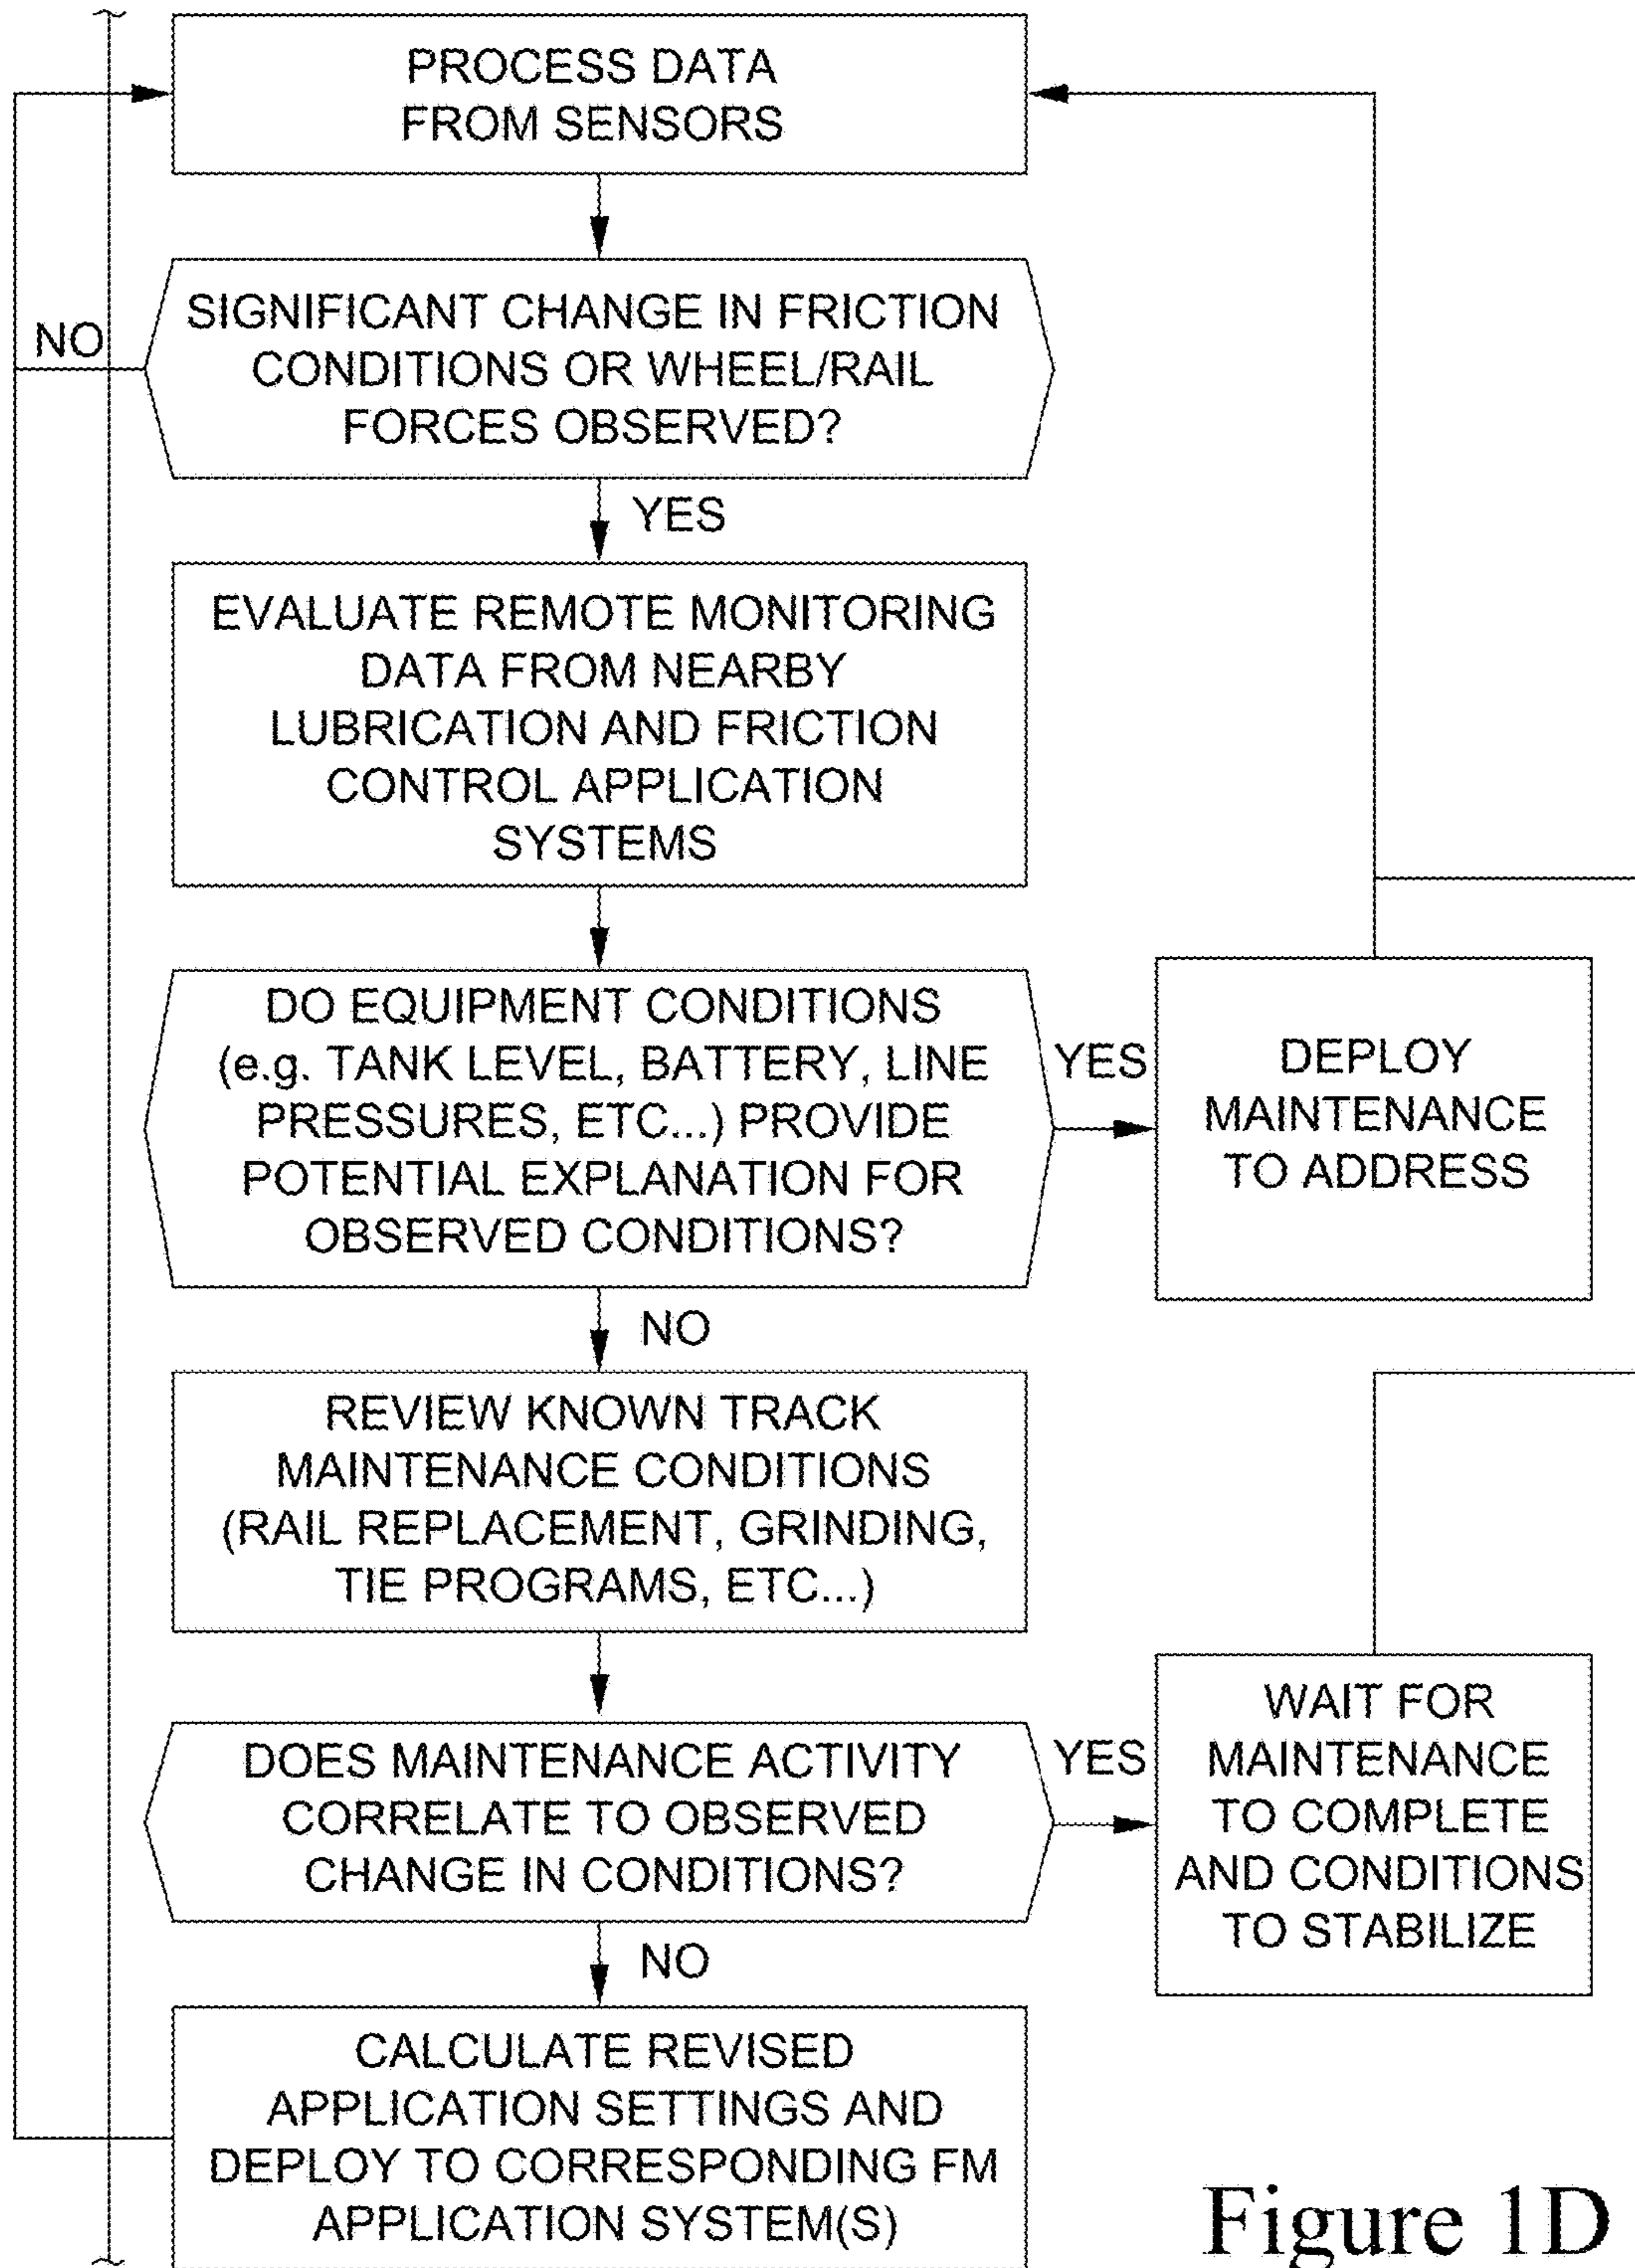 PROCESS DATA
FROM SENSORS
SIGNIFICANT CHANGE IN FRICTION
CONDITIONS OR WHEEL/RAIL
FORCES OBSERVED?
NO
YES
EVALUATE REMOTE MONITORING
DATA FROM NEARBY
LUBRICATION AND FRICTION
CONTROL APPLICATION
SYSTEMS
DO EQUIPMENT CONDITIONS
(e.g. TANK LEVEL, BATTERY, LINE
PRESSURES, ETC...) PROVIDE
POTENTIAL EXPLANATION FOR
OBSERVED CONDITIONS?
YES
DEPLOY
MAINTENANCE
TO ADDRESS
NO
REVIEW KNOWN TRACK
MAINTENANCE CONDITIONS
(RAIL REPLACEMENT, GRINDING,
TIE PROGRAMS, ETC...)
DOES MAINTENANCE ACTIVITY
CORRELATE TO OBSERVED
CHANGE IN CONDITIONS?
YES
WAIT FOR
MAINTENANCE
TO COMPLETE
AND CONDITIONS
TO STABILIZE
NO
CALCULATE REVISED
APPLICATION SETTINGS AND
DEPLOY TO CORRESPONDING FM
APPLICATION SYSTEM(S)
Figure 1D